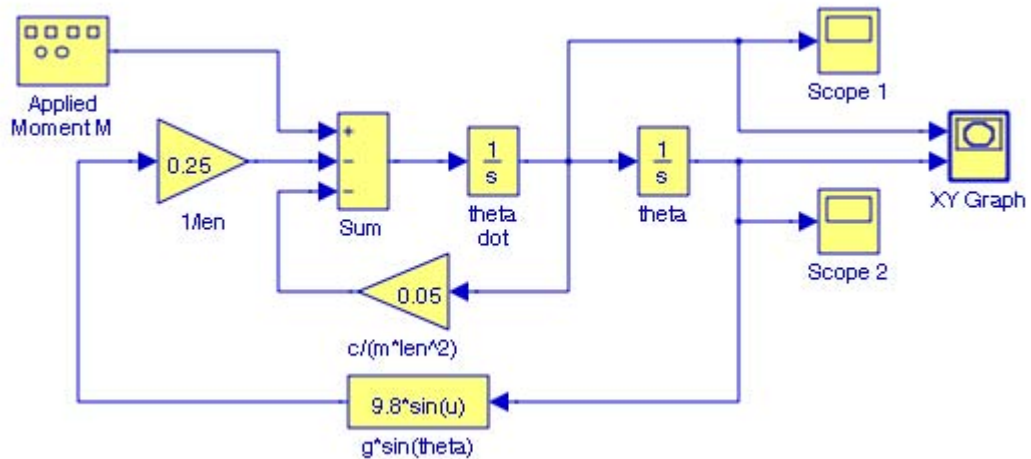 Applied
Moment M
0.25
1/len
+
−
−
Sum
1
s
theta
dot
1
s
theta
Scope 1
XY Graph
Scope 2
0.05
c/(m*len^2)
9.8*sin(u)
g*sin(theta)